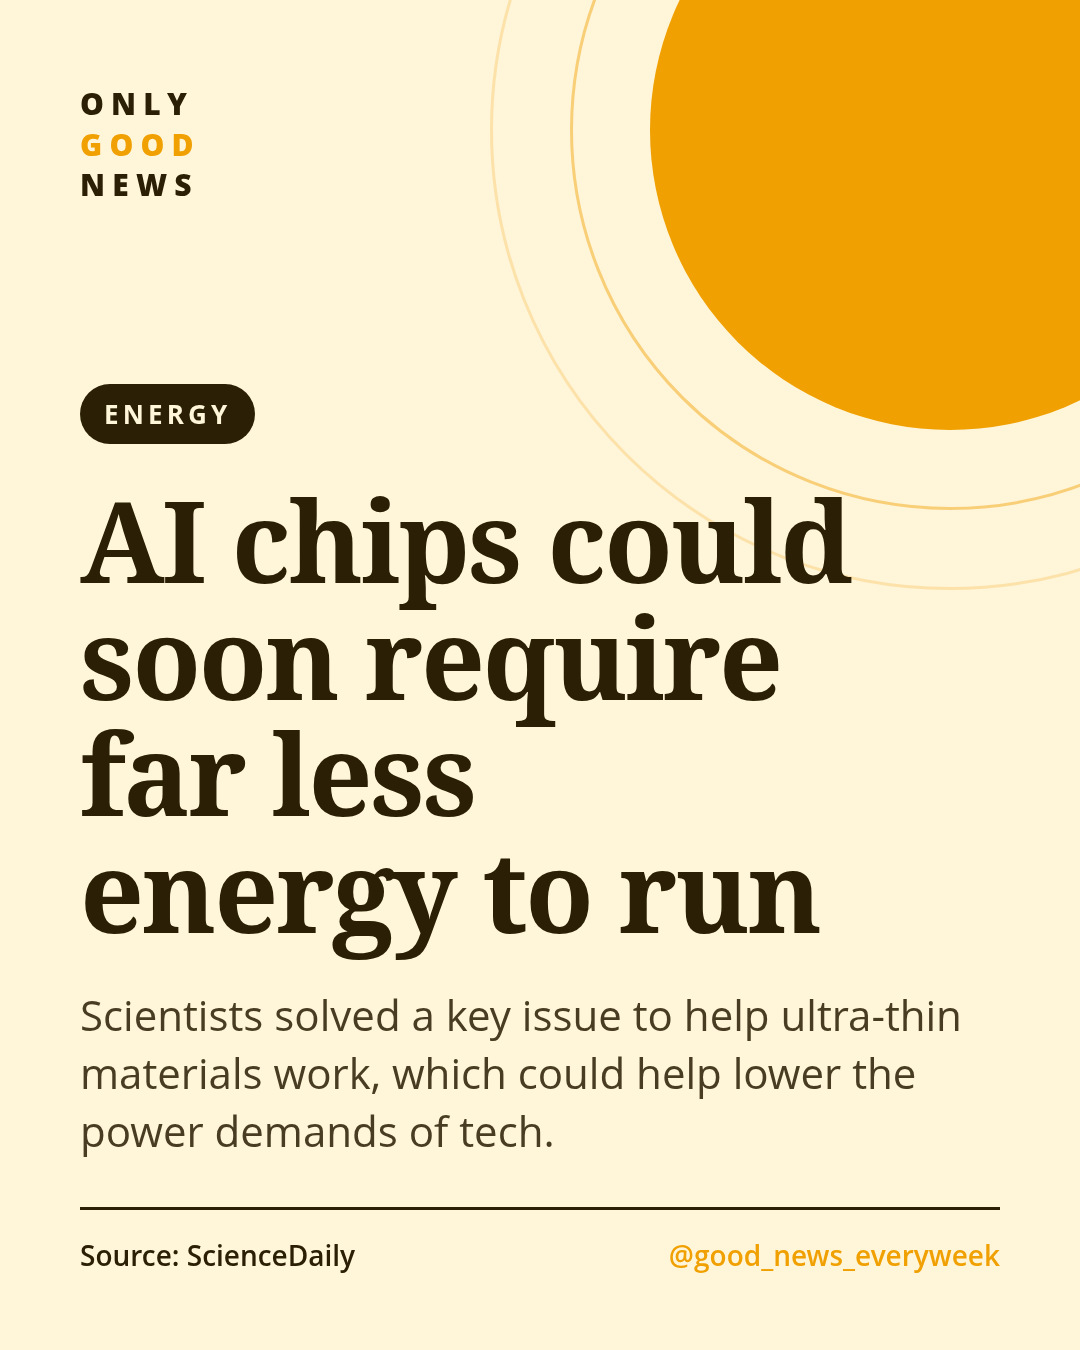 ONLY
GOOD
NEWS
ENERGY
AI chips could
soon require
far less
energy to run
Scientists solved a key issue to help ultra-thin
materials work, which could help lower the
power demands of tech.
Source: ScienceDaily
@good_news_everyweek